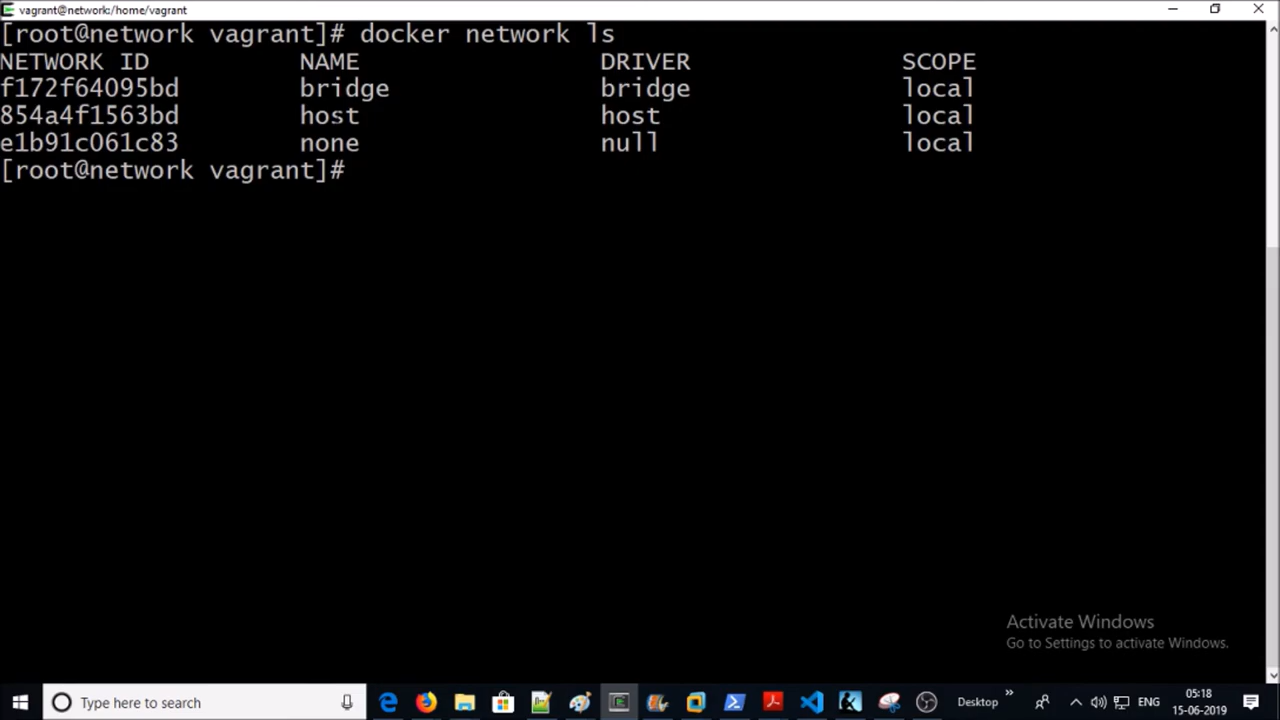 vagrant@network:/home/vagrant
[root@network vagrant]# docker network ls
NETWORK ID NAME DRIVER SCOPE
f172f64095bd bridge bridge local
854a4f1563bd host host local
e1b91c061c83 none null local
[root@network vagrant]#
Activate Windows
Go to Settings to activate Windows.
Type here to search
Desktop
ENG
05:18
15-06-2019